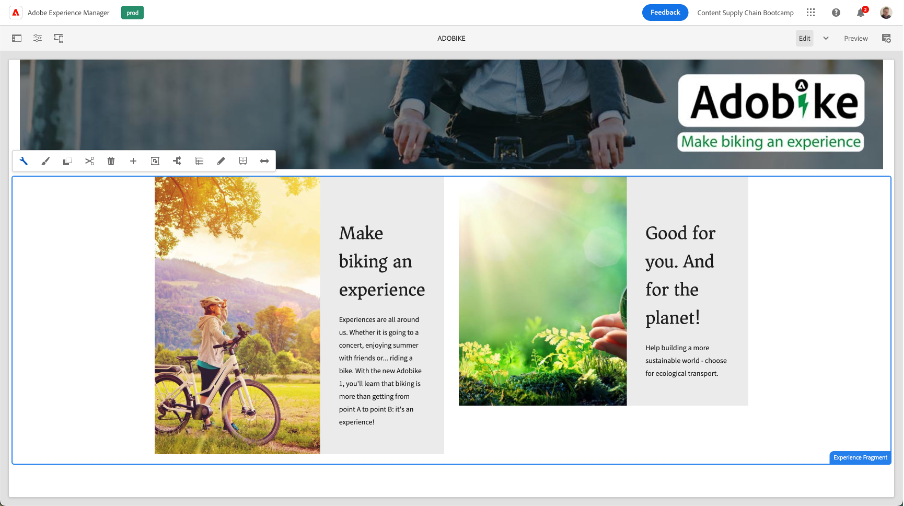 Adobe Experience Manager
prod
Feedback
Content Supply Chain Bootcamp
2
ADOBIKE
Edit
Preview
Adobike
Make biking an experience
Make
biking an
experience
Experiences are all around
us. Whether it is going to a
concert, enjoying summer
with friends or... riding a
bike. With the new Adobike
1, you'll learn that biking is
more than getting from
point A to point B: it's an
experience!
Good for
you. And
for the
planet!
Help building a more
sustainable world - choose
for ecological transport.
Experience Fragment